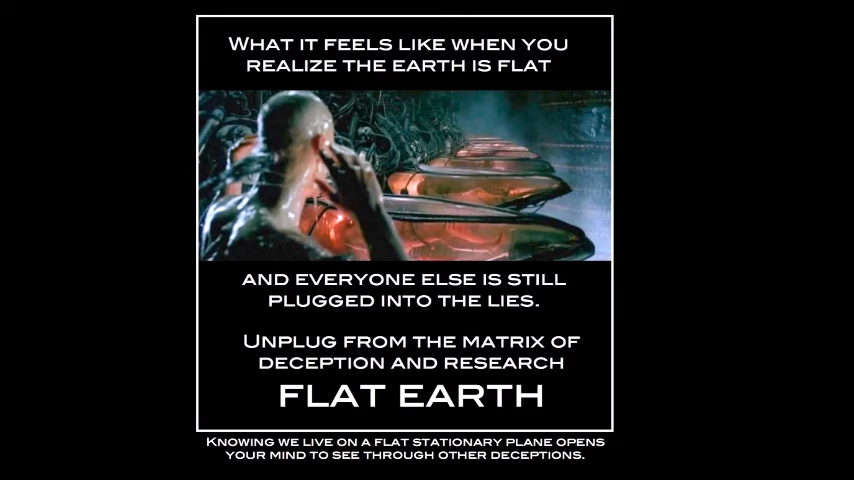 WHAT IT FEELS LIKE WHEN YOU
REALIZE THE EARTH IS FLAT
AND EVERYONE ELSE IS STILL
PLUGGED INTO THE LIES.
UNPLUG FROM THE MATRIX OF
DECEPTION AND RESEARCH
FLAT EARTH
KNOWING WE LIVE ON A FLAT STATIONARY PLANE OPENS
YOUR MIND TO SEE THROUGH OTHER DECEPTIONS.